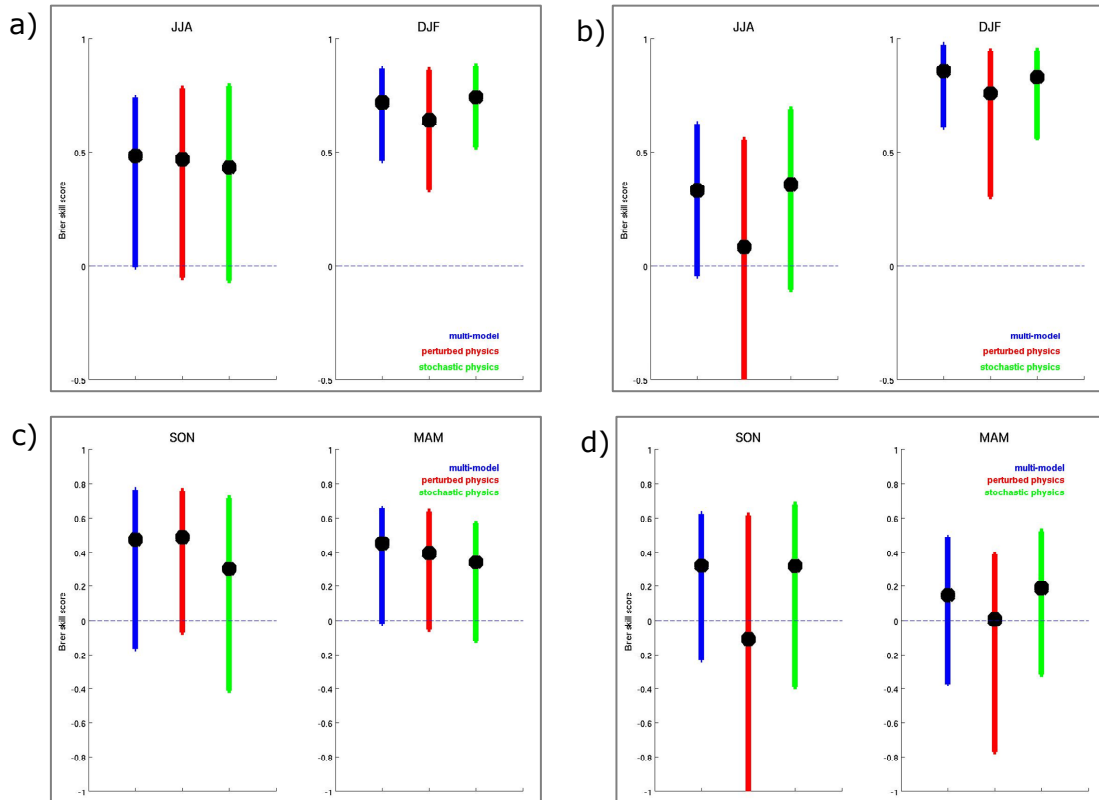 a)
JJA
DJF
1
0.5
0
-0.5
Brier skill score
1
0.5
0
-0.5
multi-model
perturbed physics
stochastic physics
b)
JJA
DJF
1
0.5
0
-0.5
Brier skill score
1
0.5
0
-0.5
multi-model
perturbed physics
stochastic physics
c)
SON
MAM
1
0.8
0.6
0.4
0.2
0
0.2
-0.4
-0.6
-0.8
-1
Brier skill score
1
0.8
0.6
0.4
0.2
0
0.2
-0.4
-0.6
-0.8
-1
multi-model
perturbed physics
stochastic physics
d)
SON
MAM
1
0.8
0.6
0.4
0.2
0
0.2
-0.4
-0.6
-0.8
-1
Brier skill score
1
0.8
0.6
0.4
0.2
0
0.2
-0.4
-0.6
-0.8
-1
multi-model
perturbed physics
stochastic physics